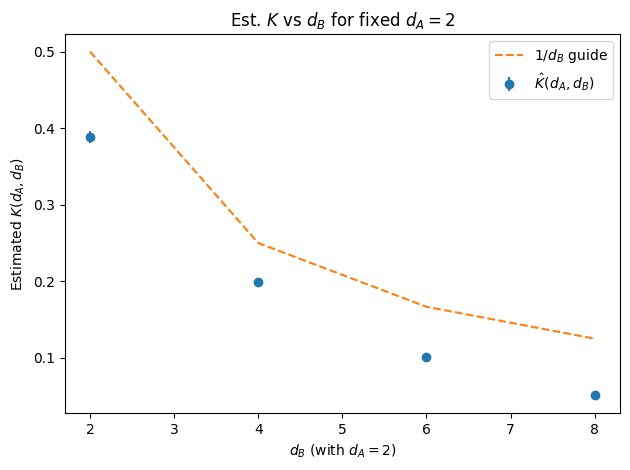 Est. $K$ vs $d_B$ for fixed $d_A = 2$
1/$d_B$ guide
$\hat{K}(d_A, d_B)$
Estimated $K(d_A, d_B)$
0.5
0.4
0.3
0.2
0.1
2 3 4 5 6 7 8
$d_B$ (with $d_A = 2$)